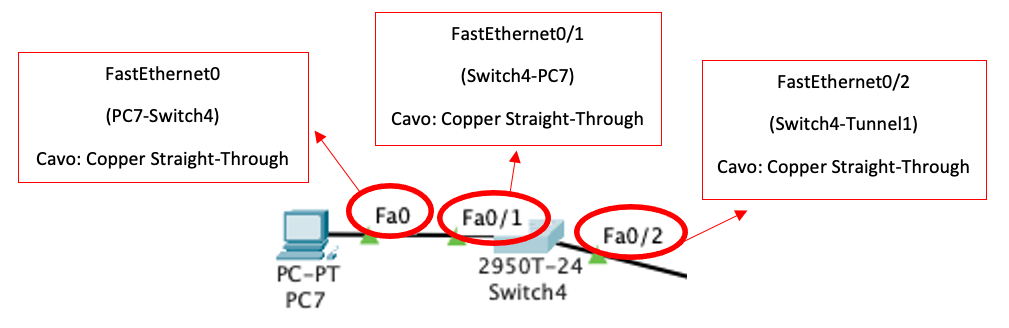 FastEthernet0
(PC7-Switch4)
Cavo: Copper Straight-Through
FastEthernet0/1
(Switch4-PC7)
Cavo: Copper Straight-Through
FastEthernet0/2
(Switch4-Tunnel1)
Cavo: Copper Straight-Through
Fa0
Fa0/1
Fa0/2
PC-PT
PC7
2950T-24
Switch4